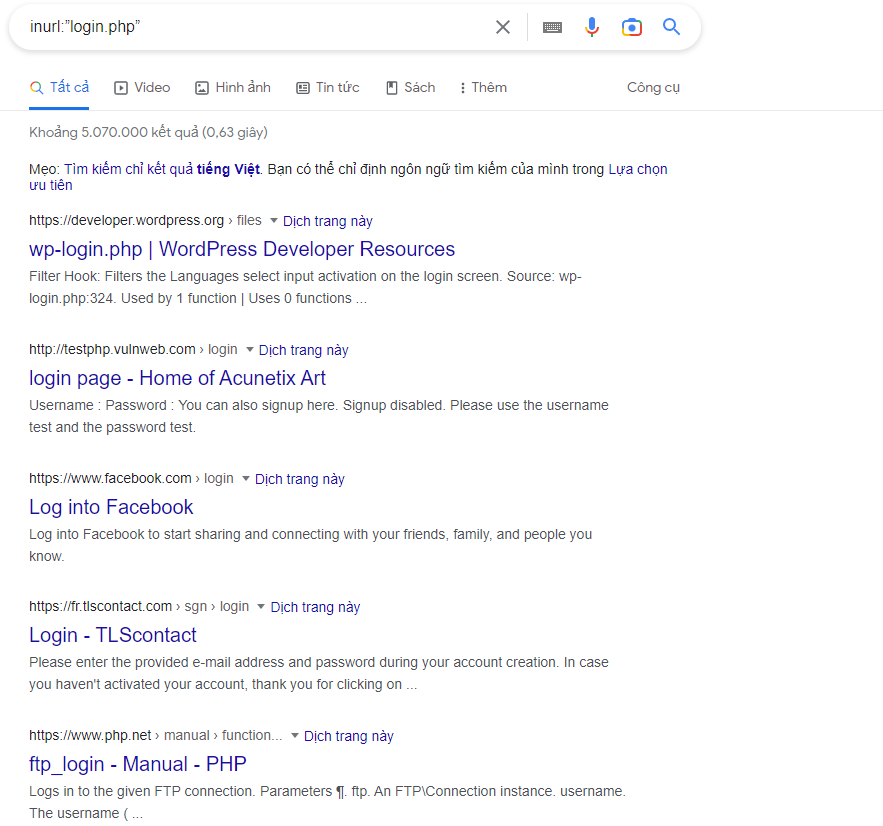 inurl:”login.php”
Tất cả Video Hình ảnh Tin tức Sách Thêm Công cụ
Khoảng 5.070.000 kết quả (0,63 giây)
Mẹo: Tìm kiếm chỉ kết quả tiếng Việt. Bạn có thể chỉ định ngôn ngữ tìm kiếm của mình trong Lựa chọn
ưu tiên
https://developer.wordpress.org › files Dịch trang này
wp-login.php | WordPress Developer Resources
Filter Hook: Filters the Languages select input activation on the login screen. Source: wp-
login.php:324. Used by 1 function | Uses 0 functions ...
http://testphp.vulnweb.com › login Dịch trang này
login page - Home of Acunetix Art
Username : Password : You can also signup here. Signup disabled. Please use the username
test and the password test.
https://www.facebook.com › login Dịch trang này
Log into Facebook
Log into Facebook to start sharing and connecting with your friends, family, and people you
know.
https://fr.tlscontact.com › sgn › login Dịch trang này
Login - TLScontact
Please enter the provided e-mail address and password during your account creation. In case
you haven't activated your account, thank you for clicking on ...
https://www.php.net › manual › function... Dịch trang này
ftp_login - Manual - PHP
Logs in to the given FTP connection. Parameters ¶. ftp. An FTP\Connection instance. username.
The username ( ...